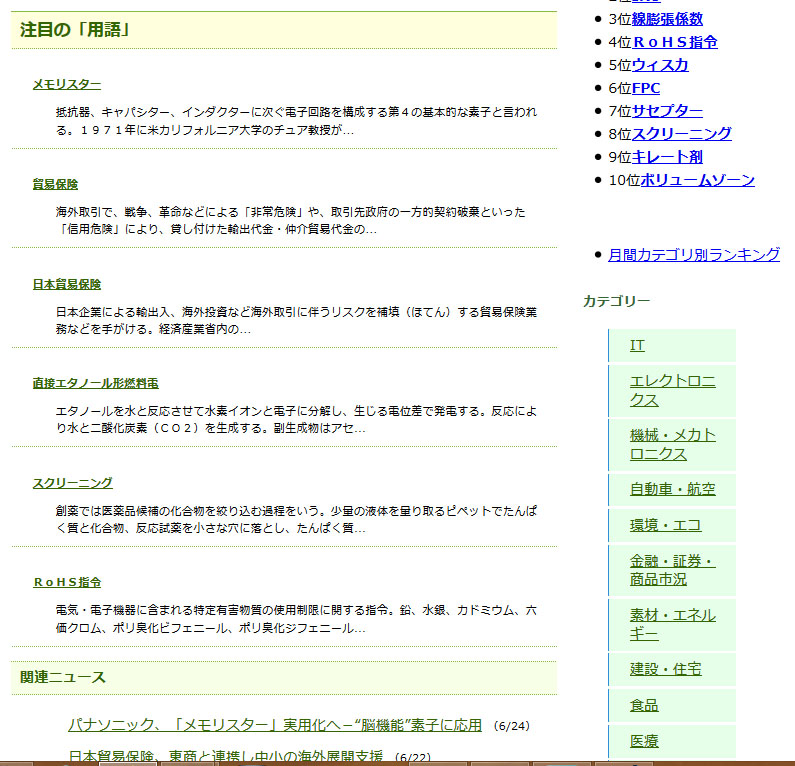 注目の「用語」
メモリスター
抵抗器、キャパシター、インダクターに次ぐ電子回路を構成する第４の基本的な素子と言われ
る。１９７１年に米カリフォルニア大学のチュア教授が...
貿易保険
海外取引で、戦争、革命などによる「非常危険」や、取引先政府の一方的契約破棄といった
「信用危険」により、貸し付けた輸出代金・仲介貿易代金の...
日本貿易保険
日本企業による輸出入、海外投資など海外取引に伴うリスクを補填（ほてん）する貿易保険業
務などを手がける。経済産業省内の...
直接エタノール形燃料電
エタノールを水と反応させて水素イオンと電子に分解し、生じる電位差で発電する。反応によ
り水と二酸化炭素（ＣＯ２）を生成する。副生成物はアセ...
スクリーニング
創薬では医薬品候補の化合物を絞り込む過程をいう。少量の液体を量り取るピペットでたんぱ
く質と化合物、反応試薬を小さな穴に落とし、たんぱく質...
ＲｏＨＳ指令
電気・電子機器に含まれる特定有害物質の使用制限に関する指令。鉛、水銀、カドミウム、六
価クロム、ポリ臭化ビフェニール、ポリ臭化ジフェニール...
関連ニュース
パナソニック、「メモリスター」実用化へ－“脳機能”素子に応用 （6/24）
日本貿易保険、東商と連携し中小の海外展開支援 （6/22）
3位線膨張係数
4位ＲｏＨＳ指令
5位ウィスカ
6位FPC
7位サセプター
8位スクリーニング
9位キレート剤
10位ボリュームゾーン
月間カテゴリ別ランキング
カテゴリー
IT
エレクトロニ
クス
機械・メカト
ロニクス
自動車・航空
環境・エコ
金融・証券・
商品市況
素材・エネル
ギー
建設・住宅
食品
医療